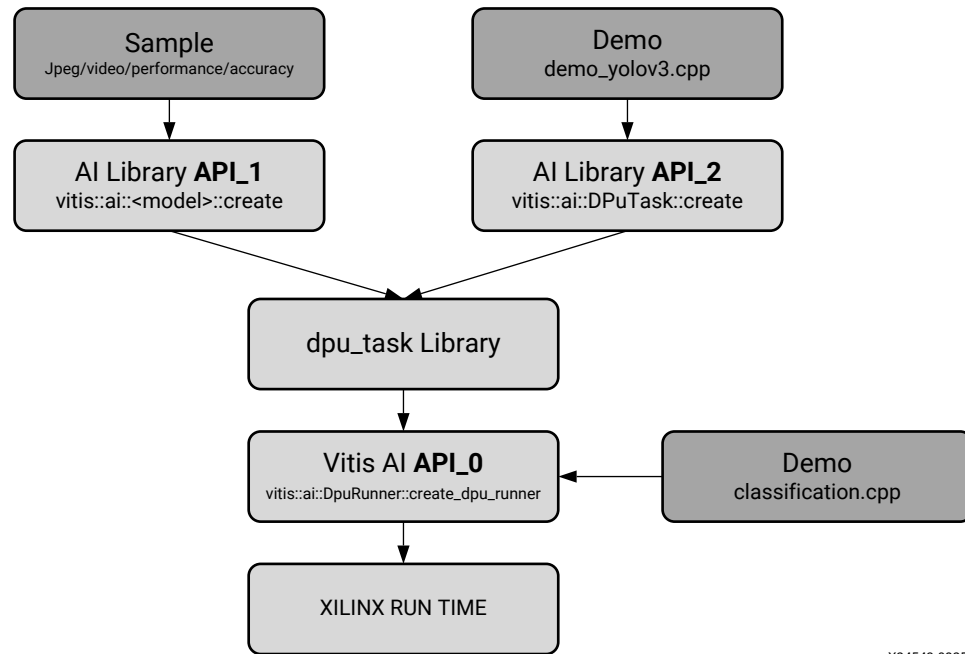 Sample
Jpeg/video/performance/accuracy
Demo
demo_yolov3.cpp
AI Library API_1
vitis::ai::<model>::create
AI Library API_2
vitis::ai::DPuTask::create
dpu_task Library
Vitis AI API_0
vitis::ai::DpuRunner::create_dpu_runner
Demo
classification.cpp
XILINX RUN TIME